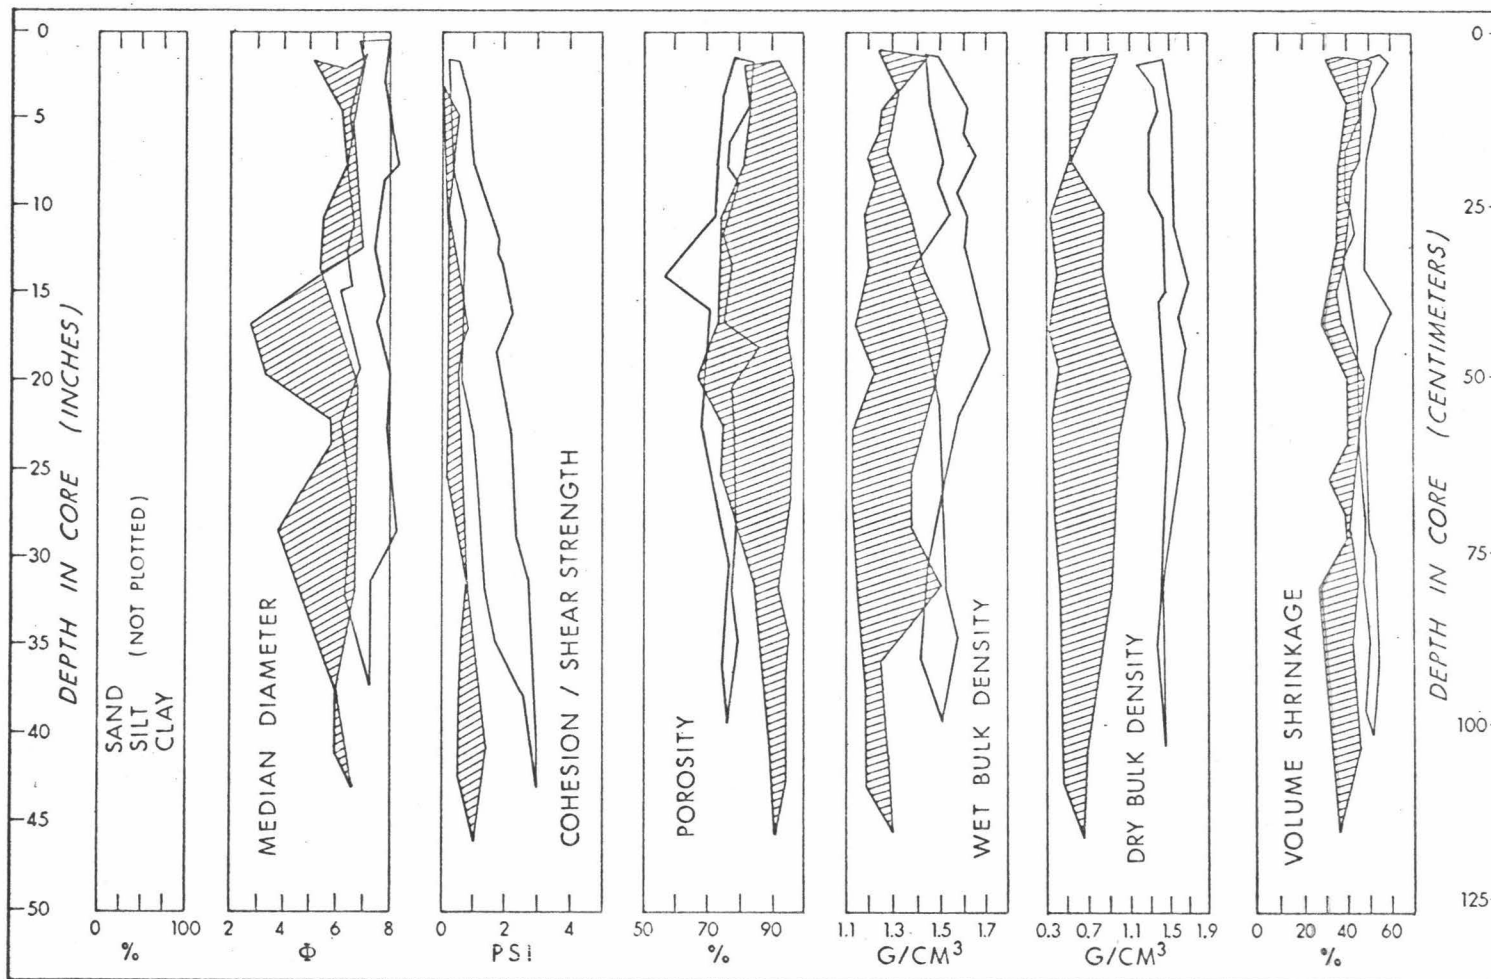 0
5
10
15
20
25
30
35
40
45
50
DEPTH IN CORE (INCHES)
SAND
SILT
CLAY
(NOT PLOTTED)
0 100
%
MEDIAN DIAMETER
2 4 6 8
Φ
COHESION / SHEAR STRENGTH
0 2 4
PSI
POROSITY
50 70 90
%
WET BULK DENSITY
1.1 1.3 1.5 1.7
G/CM³
DRY BULK DENSITY
0.3 0.7 1.1 1.5 1.9
G/CM³
VOLUME SHRINKAGE
0 20 40 60
%
DEPTH IN CORE (CENTIMETERS)
0
25
50
75
100
125